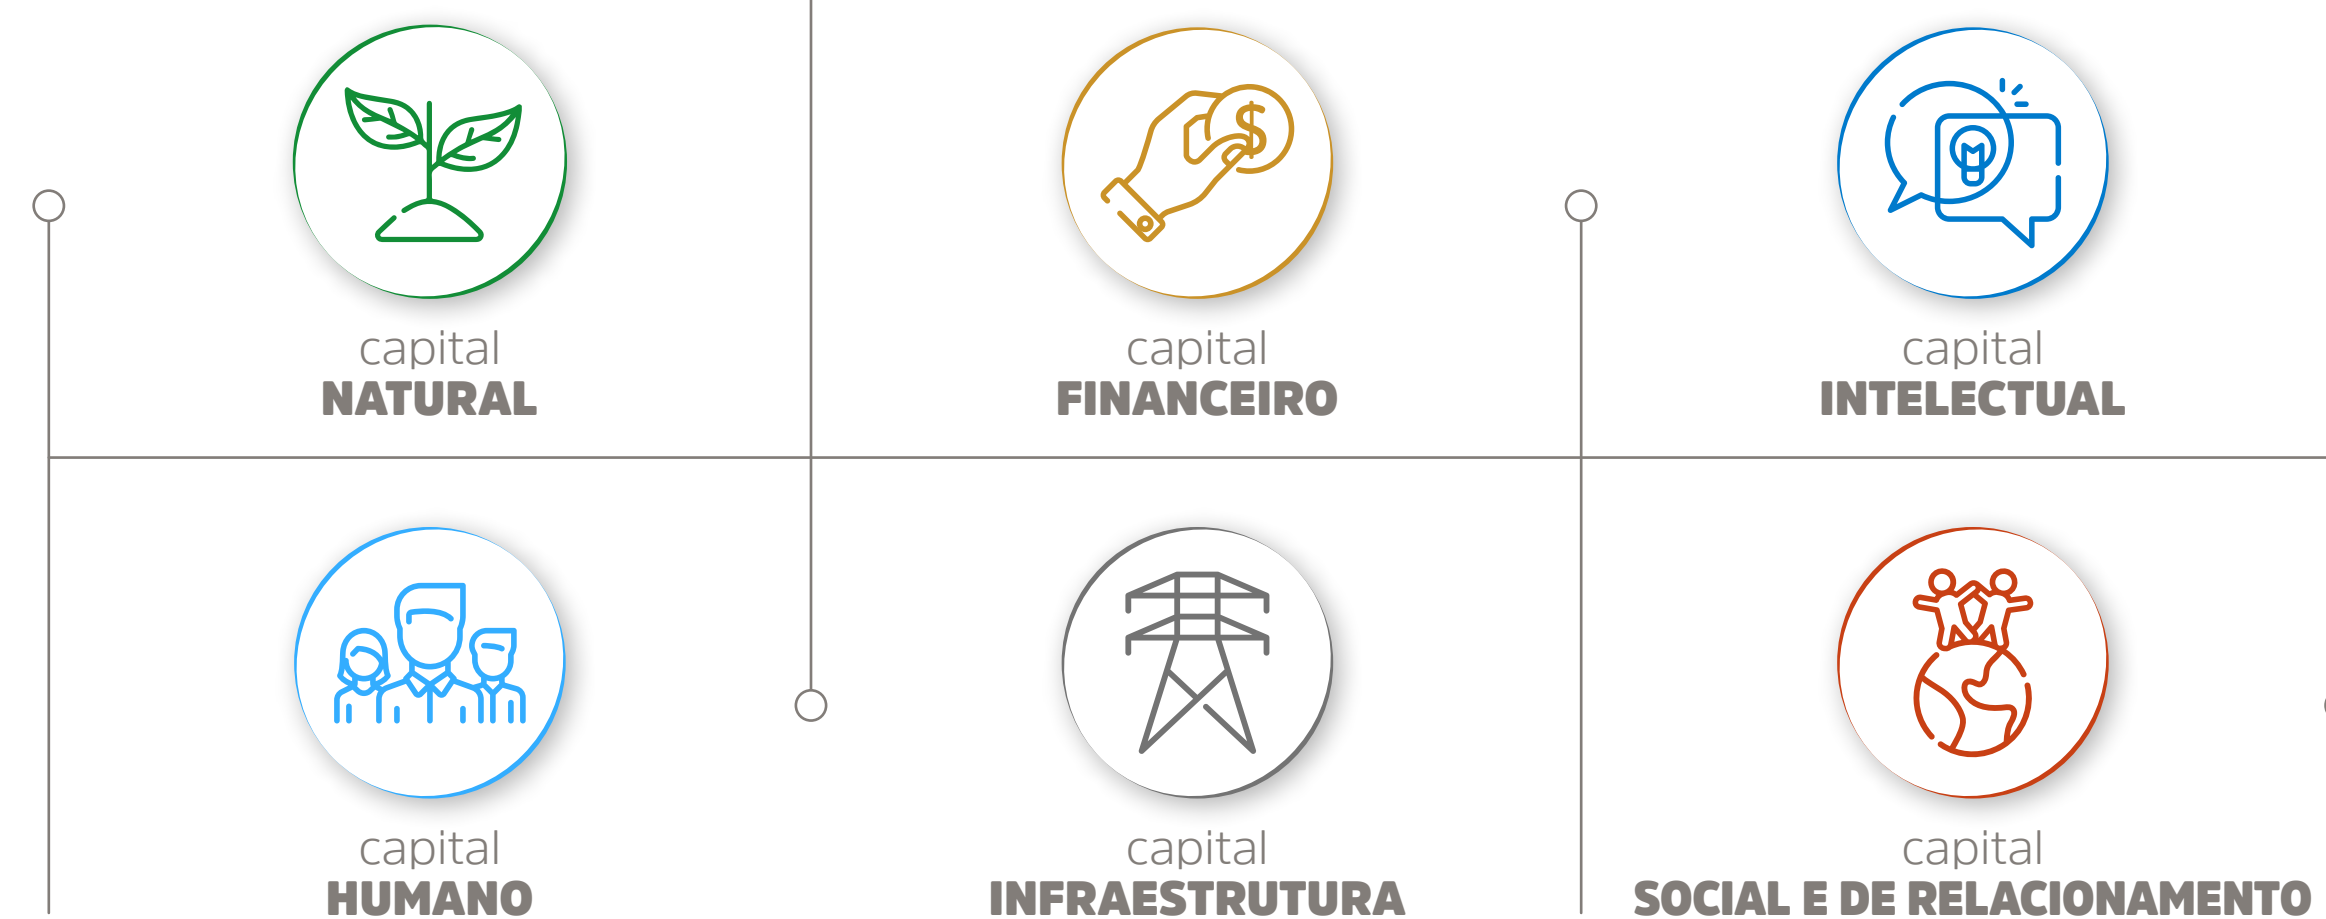 capital
NATURAL
capital
FINANCEIRO
capital
INTELECTUAL
capital
HUMANO
capital
INFRAESTRUTURA
capital
SOCIAL E DE RELACIONAMENTO